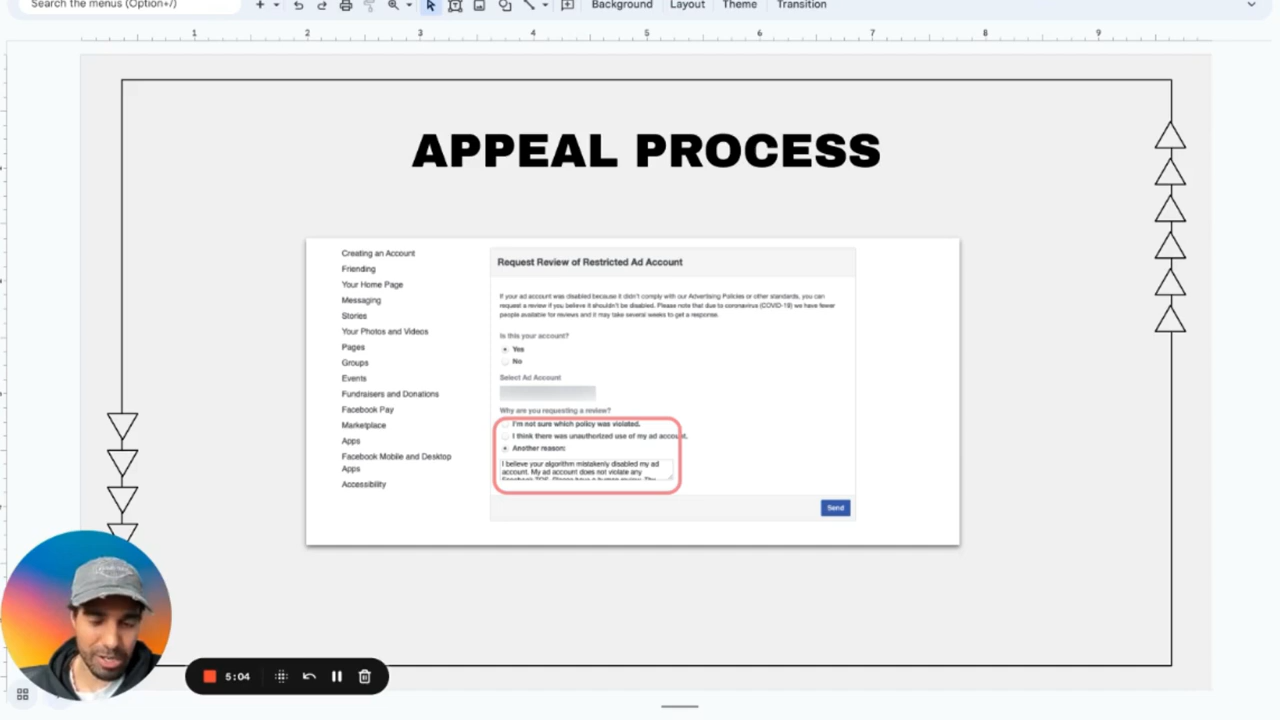 Search the menus (Option+/)
Background
Layout
Theme
Transition
1
2
3
4
5
6
7
8
9
APPEAL PROCESS
Creating an Account
Friending
Your Home Page
Messaging
Stories
Your Photos and Videos
Pages
Groups
Events
Fundraisers and Donations
Facebook Pay
Marketplace
Apps
Facebook Mobile and Desktop
Apps
Accessibility
Request Review of Restricted Ad Account
If your ad account was disabled because it didn't comply with our Advertising Policies or other standards, you can
request a review if you believe it shouldn't be disabled. Please note that due to coronavirus (COVID-19) we have fewer
people available for reviews and it may take several weeks to get a response.
Is this your account?
Yes
No
Select Ad Account
Why are you requesting a review?
I'm not sure which policy was violated.
I think there was unauthorized use of my ad account.
Another reason:
I believe your algorithm mistakenly disabled my ad
account. My ad account does not violate any
Facebook TOS. Please have a human review. The
Send
5:04